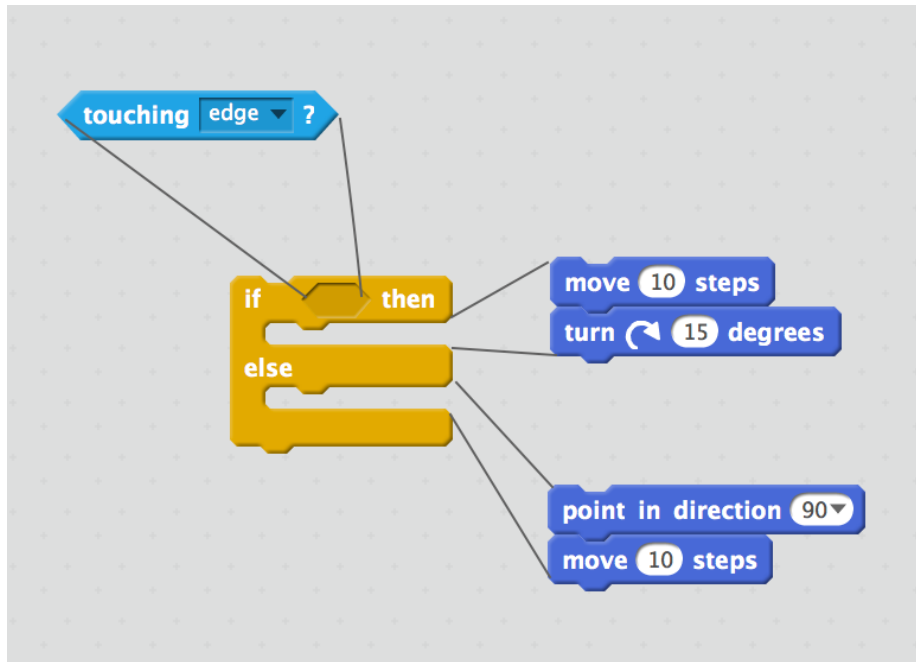 touching edge ?
if then
move 10 steps
turn 15 degrees
else
point in direction 90
move 10 steps